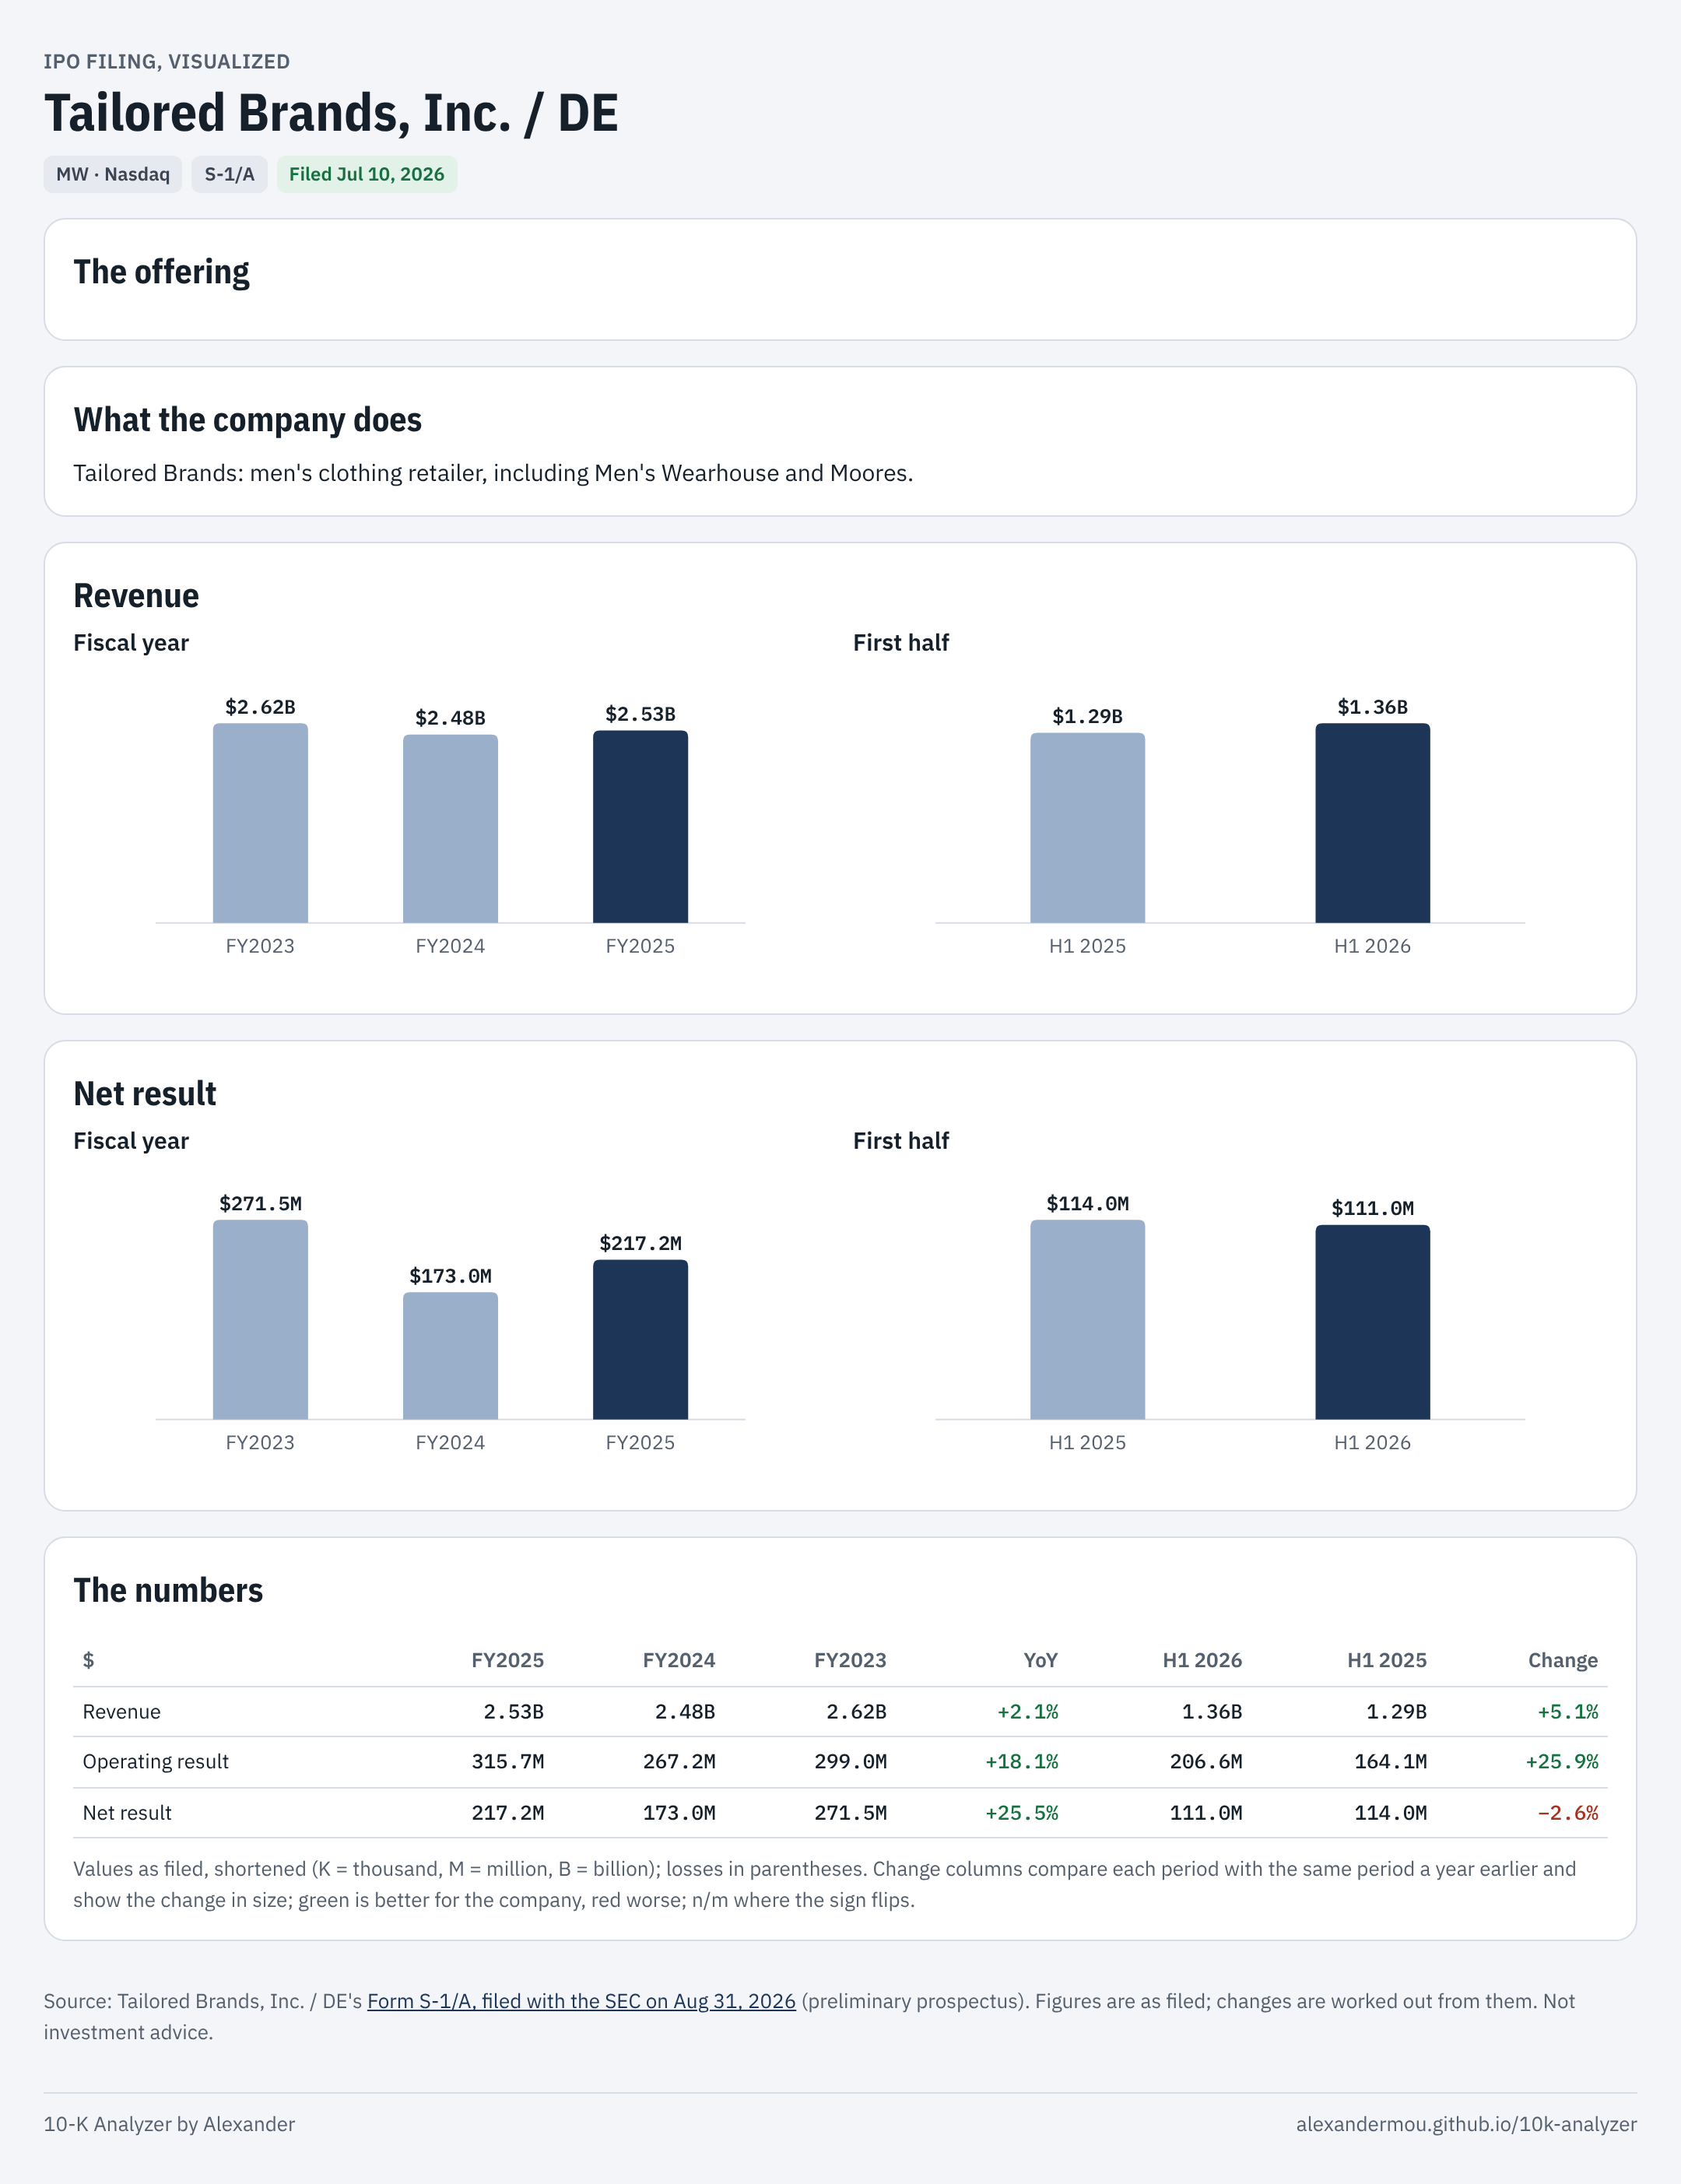 IPO FILING, VISUALIZED
Tailored Brands, Inc. / DE
MW · Nasdaq S-1/A Filed Jul 10, 2026
The offering
What the company does
Tailored Brands: men's clothing retailer, including Men's Wearhouse and Moores.
Revenue
Fiscal year
$2.62B $2.48B $2.53B
FY2023 FY2024 FY2025
First half
$1.29B $1.36B
H1 2025 H1 2026
Net result
Fiscal year
$271.5M $173.0M $217.2M
FY2023 FY2024 FY2025
First half
$114.0M $111.0M
H1 2025 H1 2026
The numbers
$ FY2025 FY2024 FY2023 YoY H1 2026 H1 2025 Change
Revenue 2.53B 2.48B 2.62B +2.1% 1.36B 1.29B +5.1%
Operating result 315.7M 267.2M 299.0M +18.1% 206.6M 164.1M +25.9%
Net result 217.2M 173.0M 271.5M +25.5% 111.0M 114.0M −2.6%
Values as filed, shortened (K = thousand, M = million, B = billion); losses in parentheses. Change columns compare each period with the same period a year earlier and
show the change in size; green is better for the company, red worse; n/m where the sign flips.
Source: Tailored Brands, Inc. / DE's Form S-1/A, filed with the SEC on Aug 31, 2026 (preliminary prospectus). Figures are as filed; changes are worked out from them. Not
investment advice.
10-K Analyzer by Alexander
alexandermou.github.io/10k-analyzer